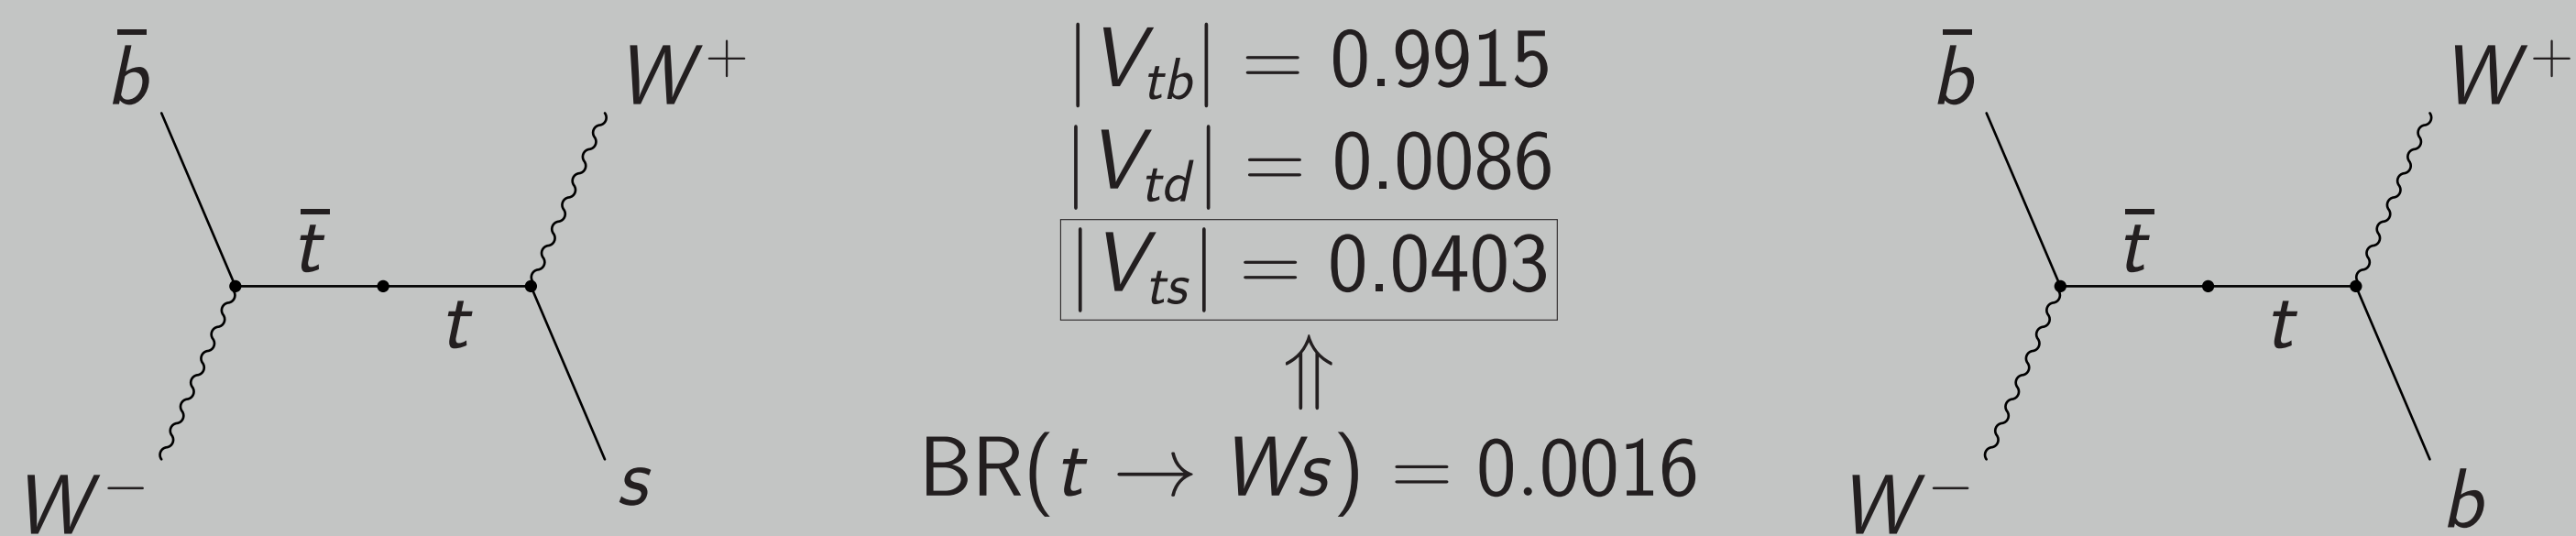 b̄
W⁺
t̄
t
W⁻
s
|V_tb| = 0.9915
|V_td| = 0.0086
|V_ts| = 0.0403
⇑
BR(t → Ws) = 0.0016
b̄
W⁺
t̄
t
W⁻
b